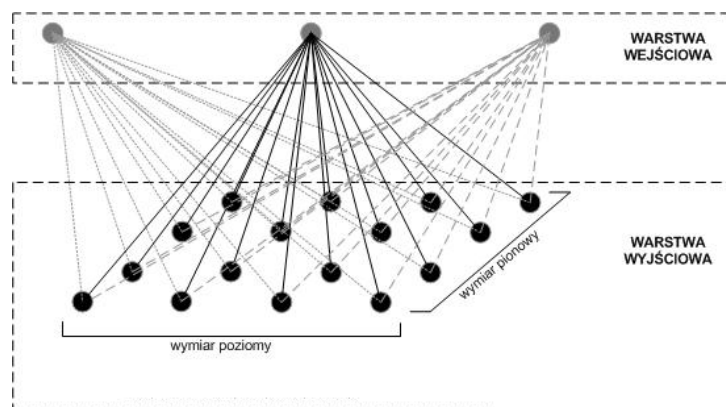 WARSTWA
WEJŚCIOWA
WARSTWA
WYJŚCIOWA
wymiar pionowy
wymiar poziomy